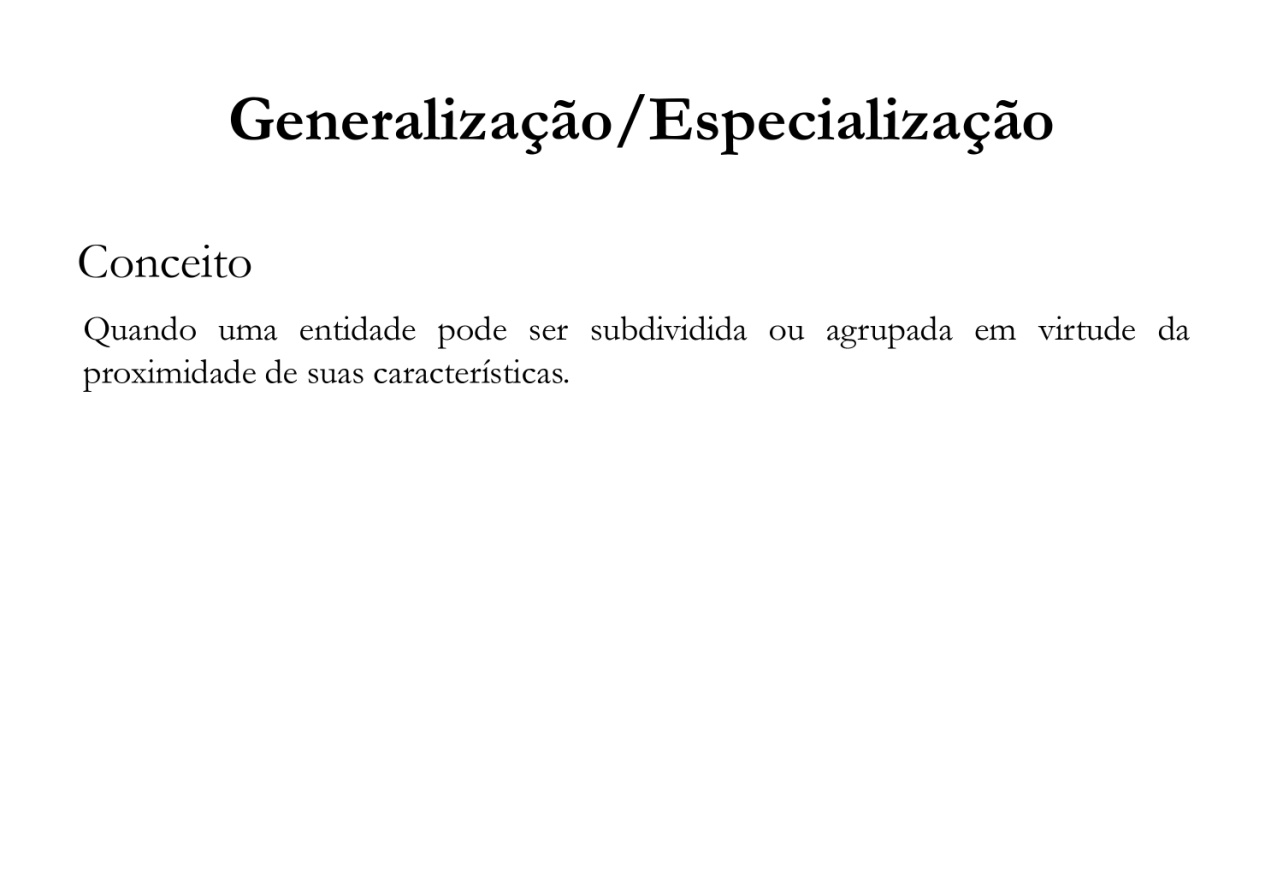 Generalização/Especialização
Conceito
Quando uma entidade pode ser subdividida ou agrupada em virtude da
proximidade de suas características.